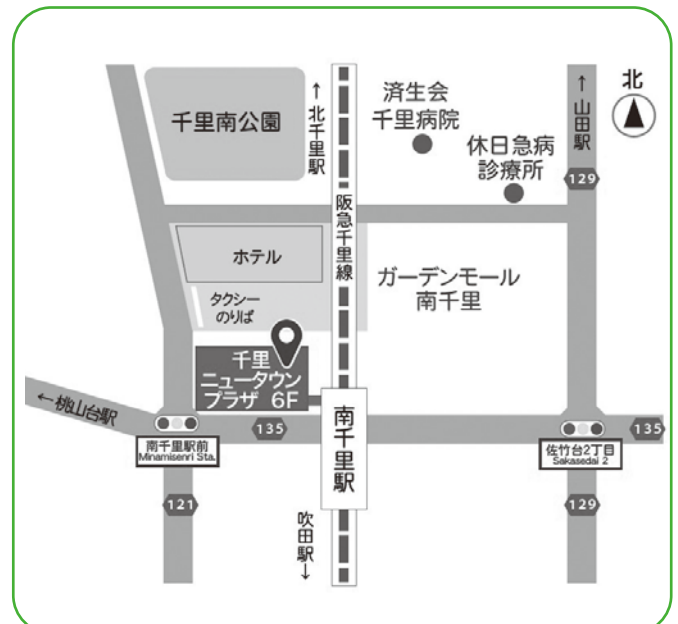 千里南公園
↑北千里駅
済生会
千里病院
休日急病
診療所
↑山田駅
北
129
阪急千里線
ホテル
タクシー
のりば
ガーデンモール
南千里
千里
ニュータウン
プラザ 6F
←桃山台駅
南千里駅前
Minamisenri Sta.
135
南千里駅
佐竹台2丁目
Satakedai 2
135
121
吹田駅↓
129